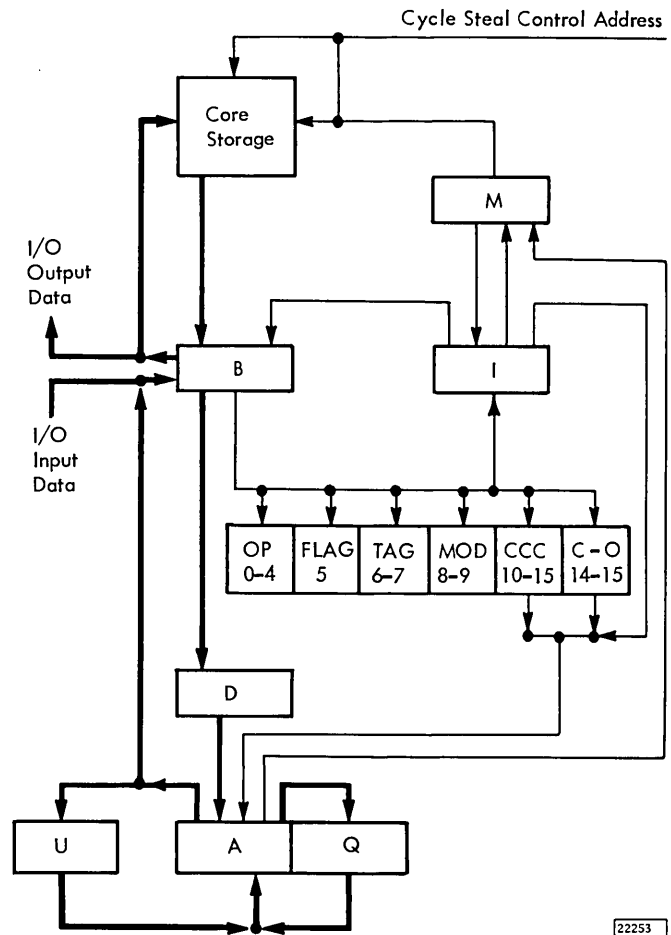 Cycle Steal Control Address
Core
Storage
M
I/O
Output
Data
B
I
I/O
Input
Data
OP
0-4
FLAG
5
TAG
6-7
MOD
8-9
CCC
10-15
C-O
14-15
D
U
A
Q
22253